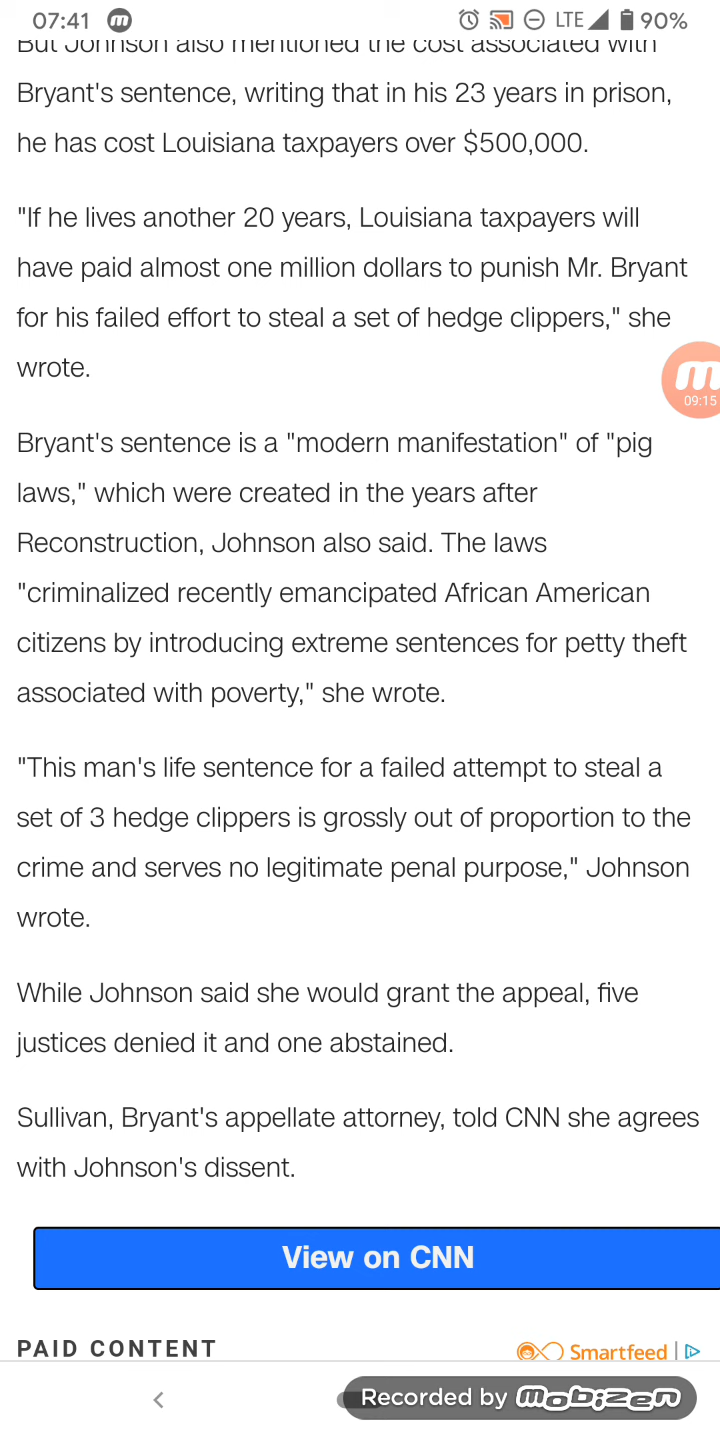 07:41 m LTE 90%
But Johnson also mentioned the cost associated with
Bryant's sentence, writing that in his 23 years in prison,
he has cost Louisiana taxpayers over $500,000.
"If he lives another 20 years, Louisiana taxpayers will
have paid almost one million dollars to punish Mr. Bryant
for his failed effort to steal a set of hedge clippers," she
wrote.
m
09:15
Bryant's sentence is a "modern manifestation" of "pig
laws," which were created in the years after
Reconstruction, Johnson also said. The laws
"criminalized recently emancipated African American
citizens by introducing extreme sentences for petty theft
associated with poverty," she wrote.
"This man's life sentence for a failed attempt to steal a
set of 3 hedge clippers is grossly out of proportion to the
crime and serves no legitimate penal purpose," Johnson
wrote.
While Johnson said she would grant the appeal, five
justices denied it and one abstained.
Sullivan, Bryant's appellate attorney, told CNN she agrees
with Johnson's dissent.
View on CNN
PAID CONTENT Smartfeed |
Recorded by mobizen